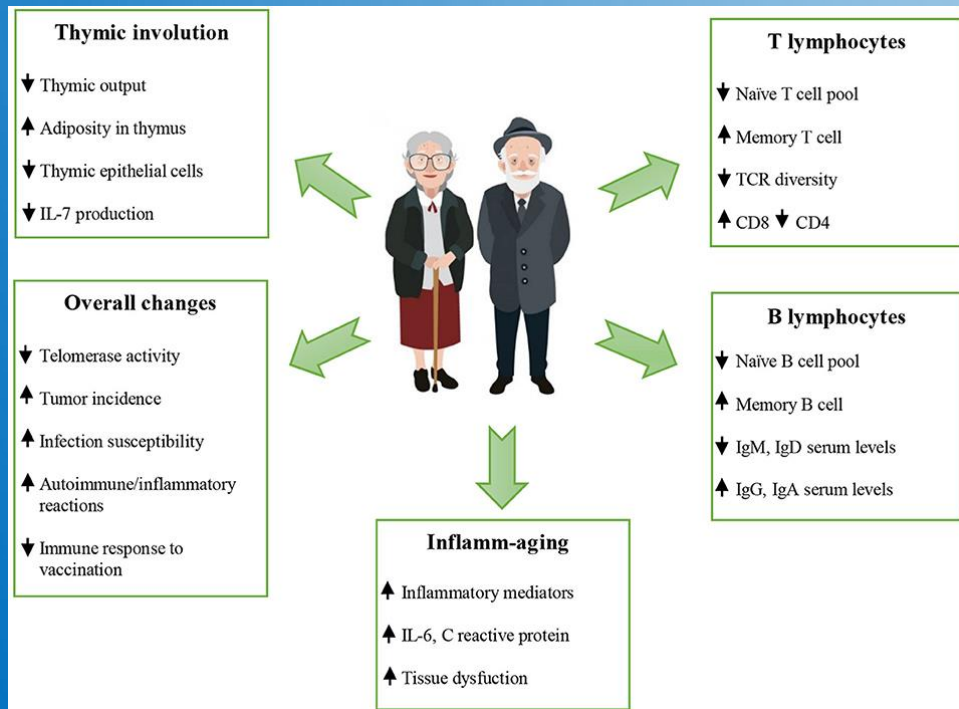 Thymic involution
↓ Thymic output
↑ Adiposity in thymus
↓ Thymic epithelial cells
↓ IL-7 production
T lymphocytes
↓ Naïve T cell pool
↑ Memory T cell
↓ TCR diversity
↑ CD8 ↓ CD4
Overall changes
↓ Telomerase activity
↑ Tumor incidence
↑ Infection susceptibility
↑ Autoimmune/inflammatory
reactions
↓ Immune response to
vaccination
B lymphocytes
↓ Naïve B cell pool
↑ Memory B cell
↓ IgM, IgD serum levels
↑ IgG, IgA serum levels
Inflamm-aging
↑ Inflammatory mediators
↑ IL-6, C reactive protein
↑ Tissue dysfuction